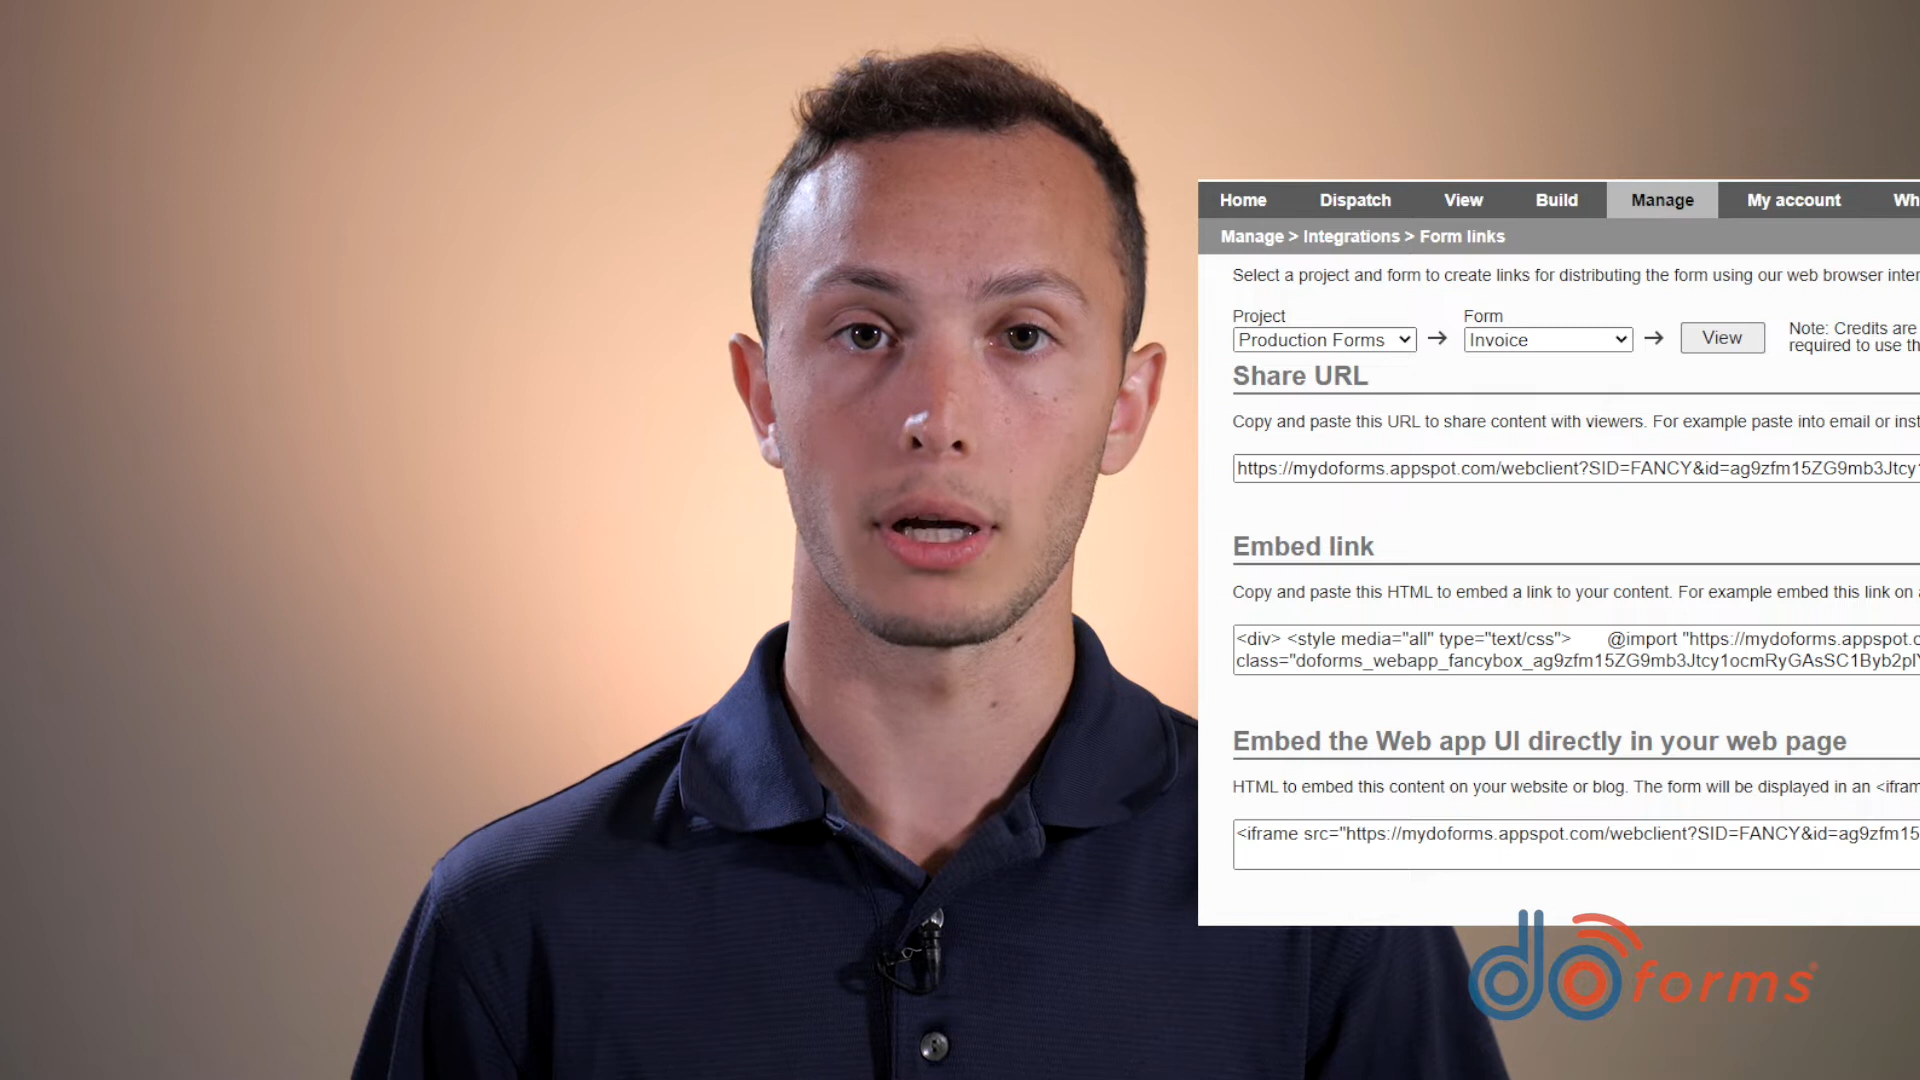 Home Dispatch View Build Manage My account
Manage > Integrations > Form links
Select a project and form to create links for distributing the form using our web browser
Project Form
Production Forms Invoice View Note: Credits are
required to use
Share URL
Copy and paste this URL to share content with viewers. For example paste into email or
https://mydoforms.appspot.com/webclient?SID=FANCY&id=ag9zfm15ZG9mb3Jtcy
Embed link
Copy and paste this HTML to embed a link to your content. For example embed this link on
<div> <style media="all" type="text/css"> @import "https://mydoforms.appspot.c
class="doforms_webapp_fancybox_ag9zfm15ZG9mb3Jtcy1ocmRyGAsSC1Byb2pl
Embed the Web app UI directly in your web page
HTML to embed this content on your website or blog. The form will be displayed in an
<iframe src="https://mydoforms.appspot.com/webclient?SID=FANCY&id=ag9zfm15
doforms